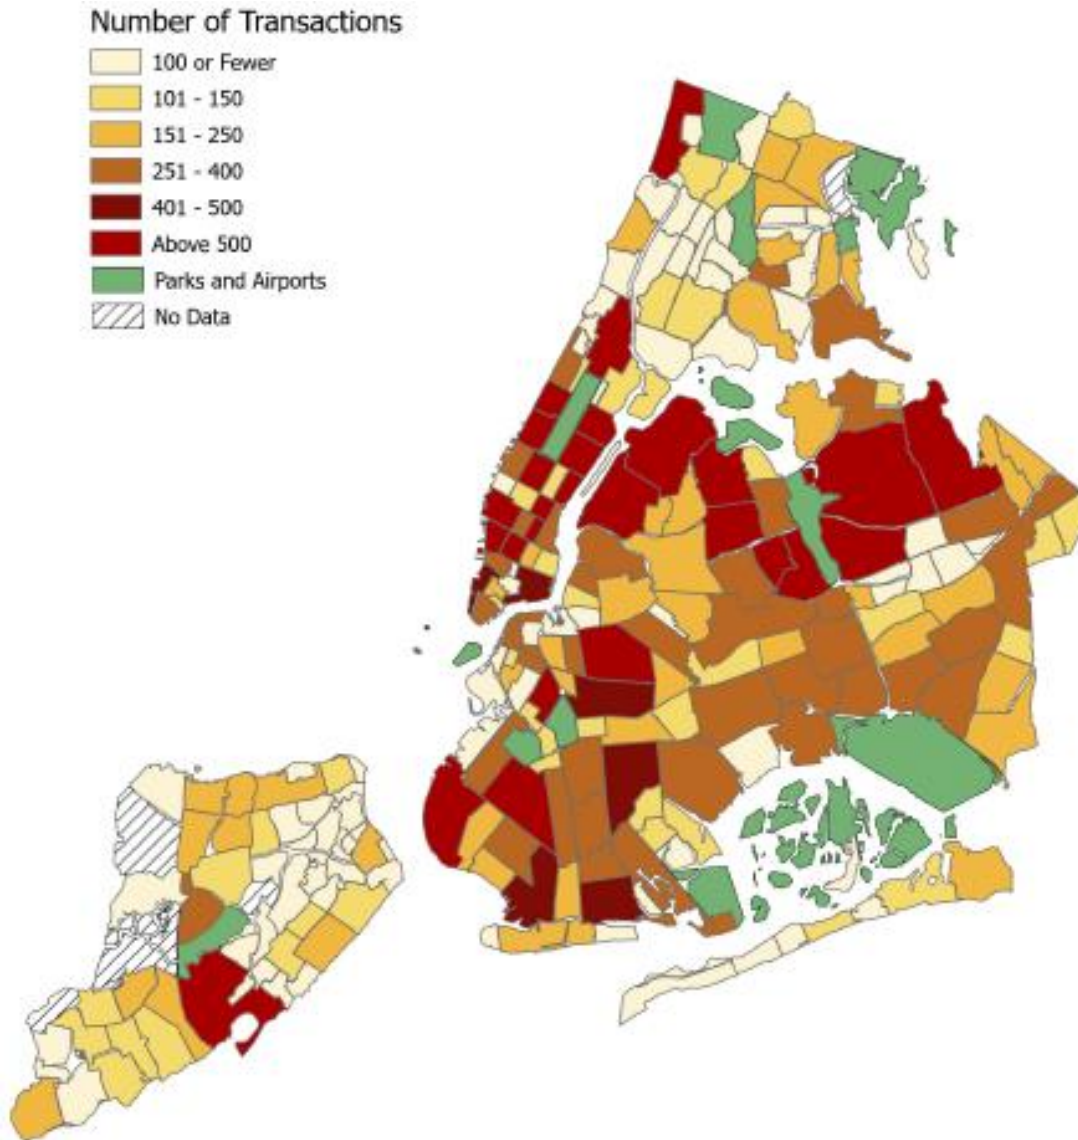 Number of Transactions
100 or Fewer
101 - 150
151 - 250
251 - 400
401 - 500
Above 500
Parks and Airports
No Data